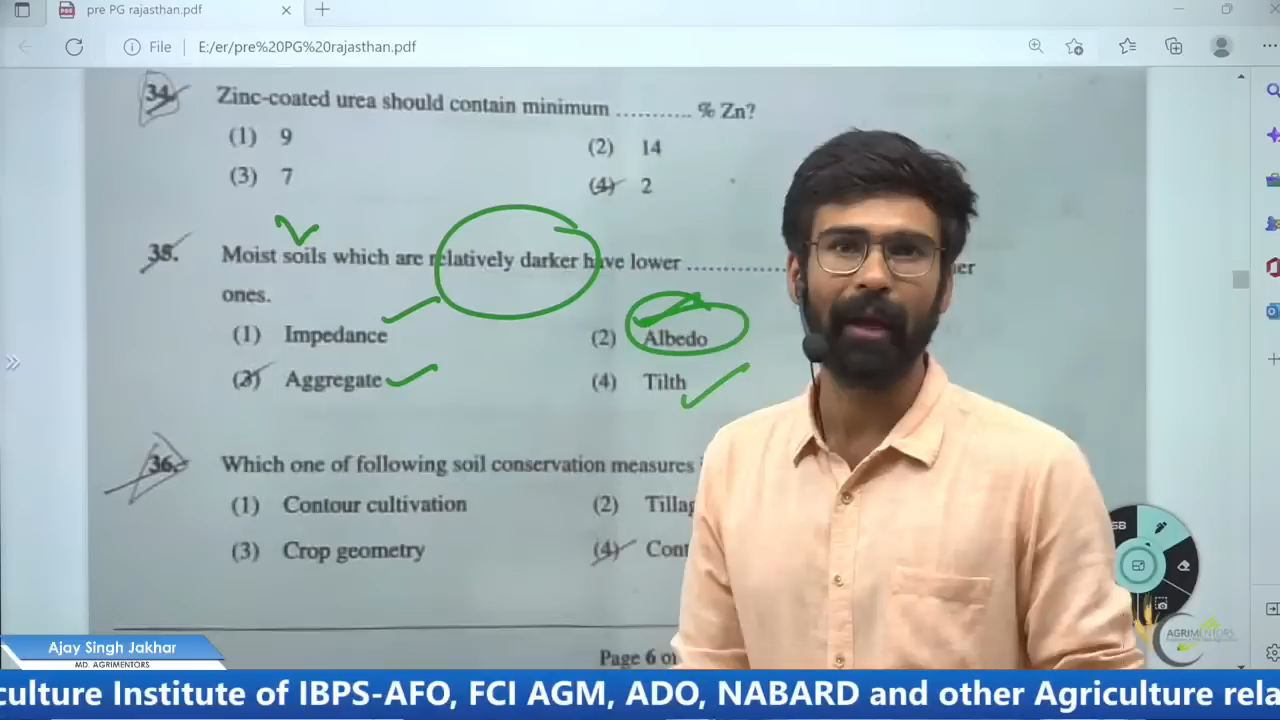 pre PG rajasthan.pdf
File
E:/er/pre%20PG%20rajasthan.pdf
34. Zinc-coated urea should contain minimum ........... % Zn?
(1) 9
(2) 14
(3) 7
(4) 2
35. Moist soils which are relatively darker have lower ..............
ones.
(1) Impedance
(2) Albedo
(3) Aggregate
(4) Tilth
36. Which one of following soil conservation measures
(1) Contour cultivation
(2)
(3) Crop geometry
(4)
Page 6
AGRIMENTORS
Ajay Singh Jakhar
MD. AGRIMENTORS
culture Institute of IBPS-AFO, FCI AGM, ADO, NABARD and other Agriculture rela